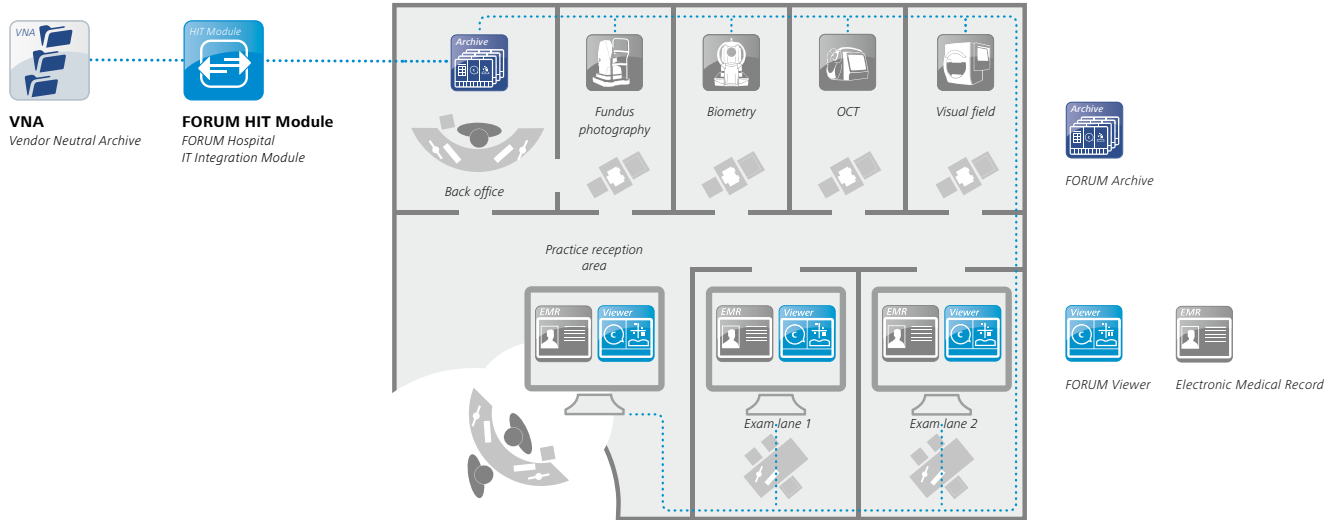 VNA
VNA
Vendor Neutral Archive
HIT Module
FORUM HIT Module
FORUM Hospital
IT Integration Module
Archive
Back office
Fundus
photography
Biometry
OCT
Visual field
Archive
FORUM Archive
Practice reception
area
EMR
Viewer
C
EMR
Viewer
C
Exam lane 1
EMR
Viewer
C
Exam lane 2
Viewer
C
FORUM Viewer
EMR
Electronic Medical Record